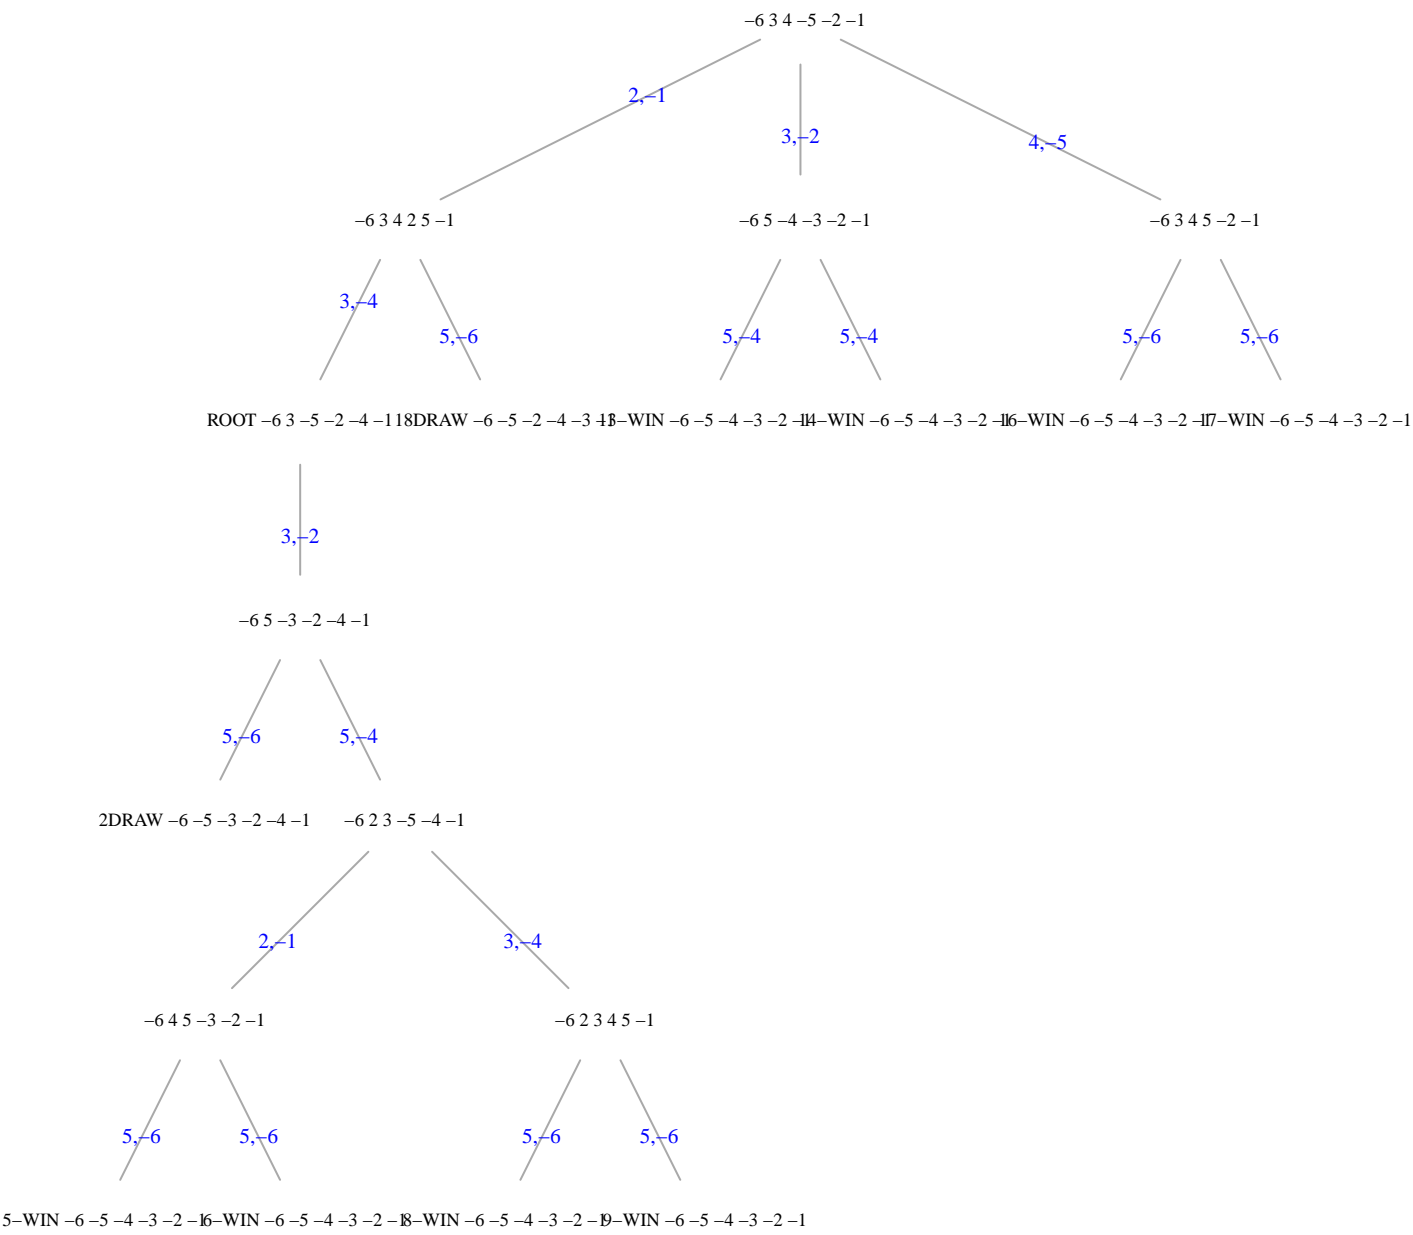 –6 3 4 –5 –2 –1
2,–1
3,–2
4,–5
–6 3 4 2 5 –1
–6 5 –4 –3 –2 –1
–6 3 4 5 –2 –1
3,–4
5,–6
5,–4
5,–4
5,–6
5,–6
ROOT –6 3 –5 –2 –4 –1
18DRAW –6 –5 –2 –4 –3 –1
13–WIN –6 –5 –4 –3 –2 –1
14–WIN –6 –5 –4 –3 –2 –1
16–WIN –6 –5 –4 –3 –2 –1
17–WIN –6 –5 –4 –3 –2 –1
3,–2
–6 5 –3 –2 –4 –1
5,–6
5,–4
2DRAW –6 –5 –3 –2 –4 –1
–6 2 3 –5 –4 –1
2,–1
3,–4
–6 4 5 –3 –2 –1
–6 2 3 4 5 –1
5,–6
5,–6
5,–6
5,–6
5–WIN –6 –5 –4 –3 –2 –1
6–WIN –6 –5 –4 –3 –2 –1
8–WIN –6 –5 –4 –3 –2 –1
9–WIN –6 –5 –4 –3 –2 –1